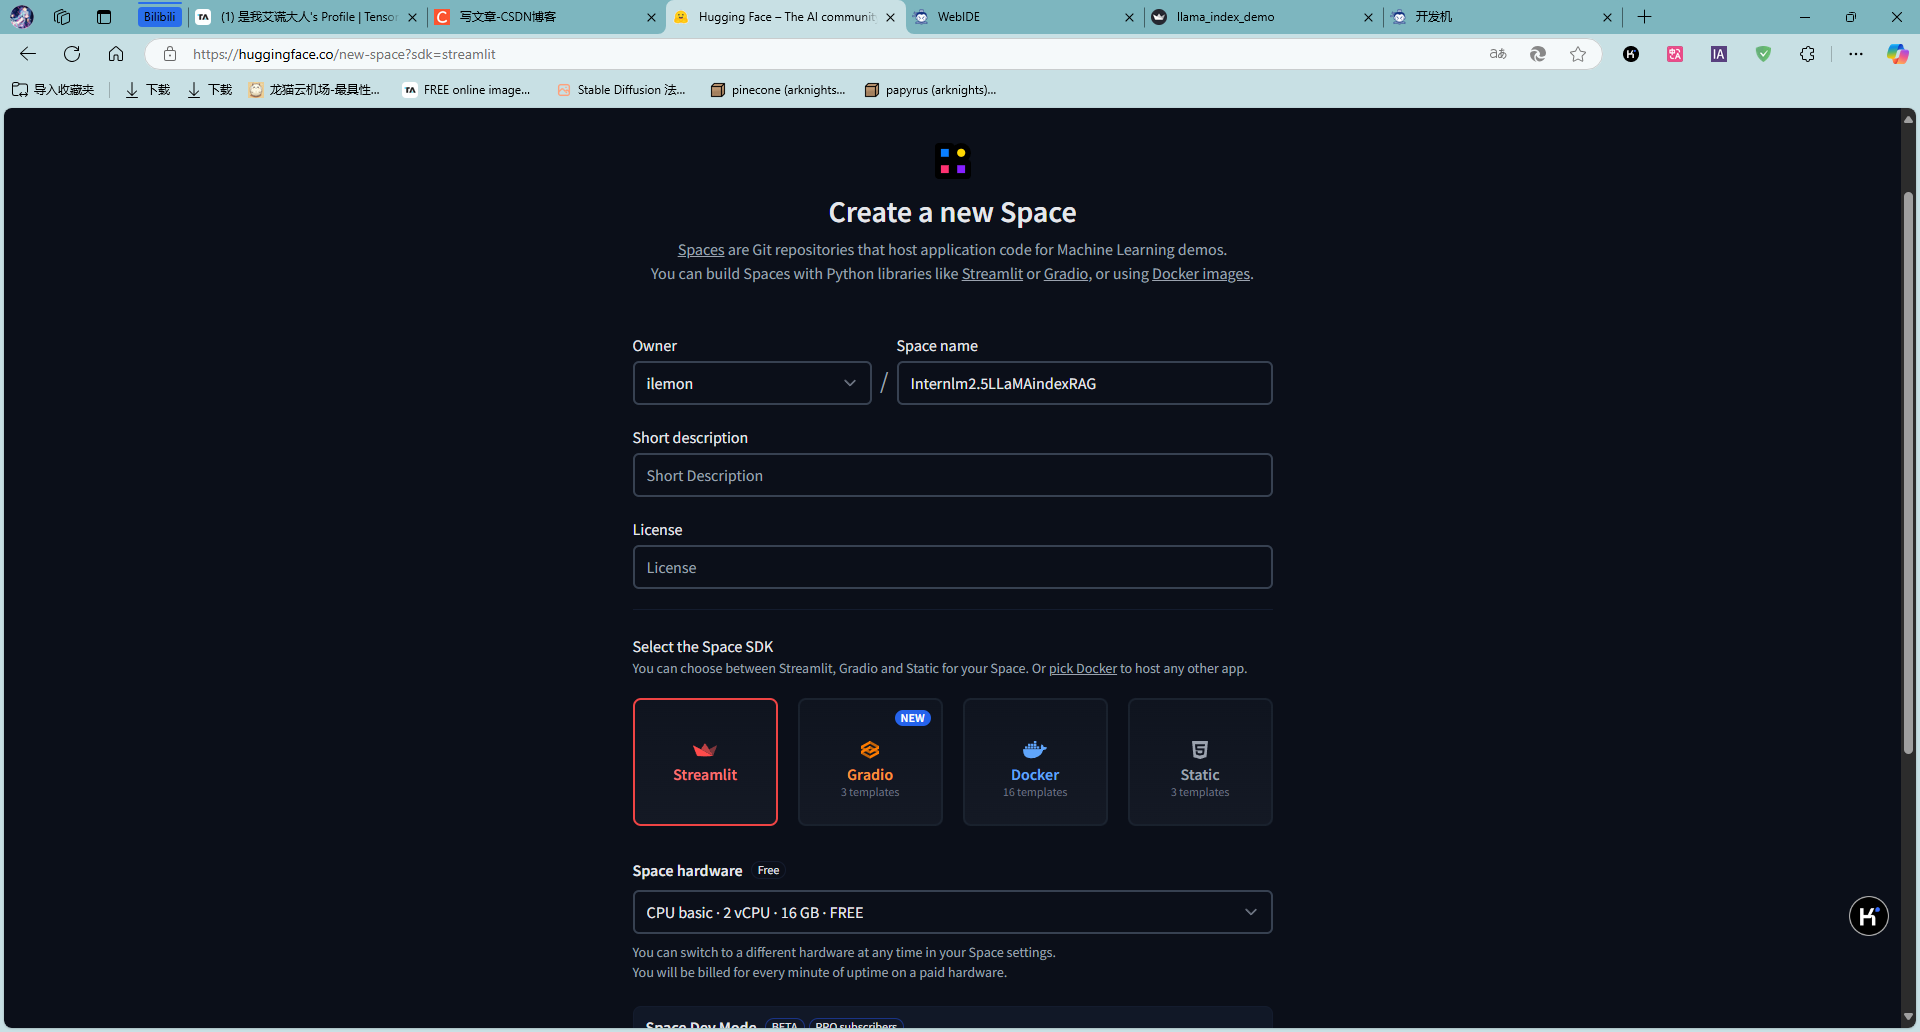 Bilibili
(1) 是我艾谎大人's Profile | Tensor
写文章-CSDN博客
Hugging Face – The AI communit
WebIDE
llama_index_demo
开发机
https://huggingface.co/new-space?sdk=streamlit
导入收藏夹
下载
下载
龙猫云机场-最具性...
FREE online image...
Stable Diffusion 法...
pinecone (arknights...
papyrus (arknights)...
Create a new Space
Spaces are Git repositories that host application code for Machine Learning demos.
You can build Spaces with Python libraries like Streamlit or Gradio, or using Docker images.
Owner
Space name
ilemon
/
Internlm2.5LLaMAindexRAG
Short description
Short Description
License
License
Select the Space SDK
You can choose between Streamlit, Gradio and Static for your Space. Or pick Docker to host any other app.
Streamlit
NEW
Gradio
3 templates
Docker
16 templates
Static
3 templates
Space hardware
Free
CPU basic · 2 vCPU · 16 GB · FREE
You can switch to a different hardware at any time in your Space settings.
You will be billed for every minute of uptime on a paid hardware.
Space Dev Mode
BETA
PRO subscribers